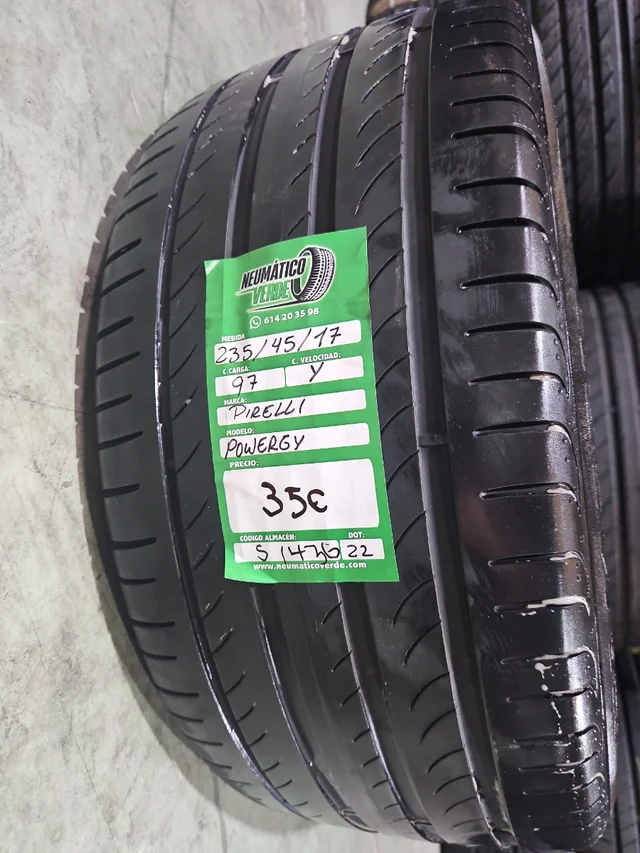 NEUMÁTICO
VERDE
614 20 35 98
MEDIDA
235/45/17
C.CARGA: C. VELOCIDAD:
97 Y
MARCA:
PIRELLI
MODELO:
POWERGY
PRECIO:
35€
CÓDIGO ALMACÉN: DOT:
22
www.neumaticoverde.com